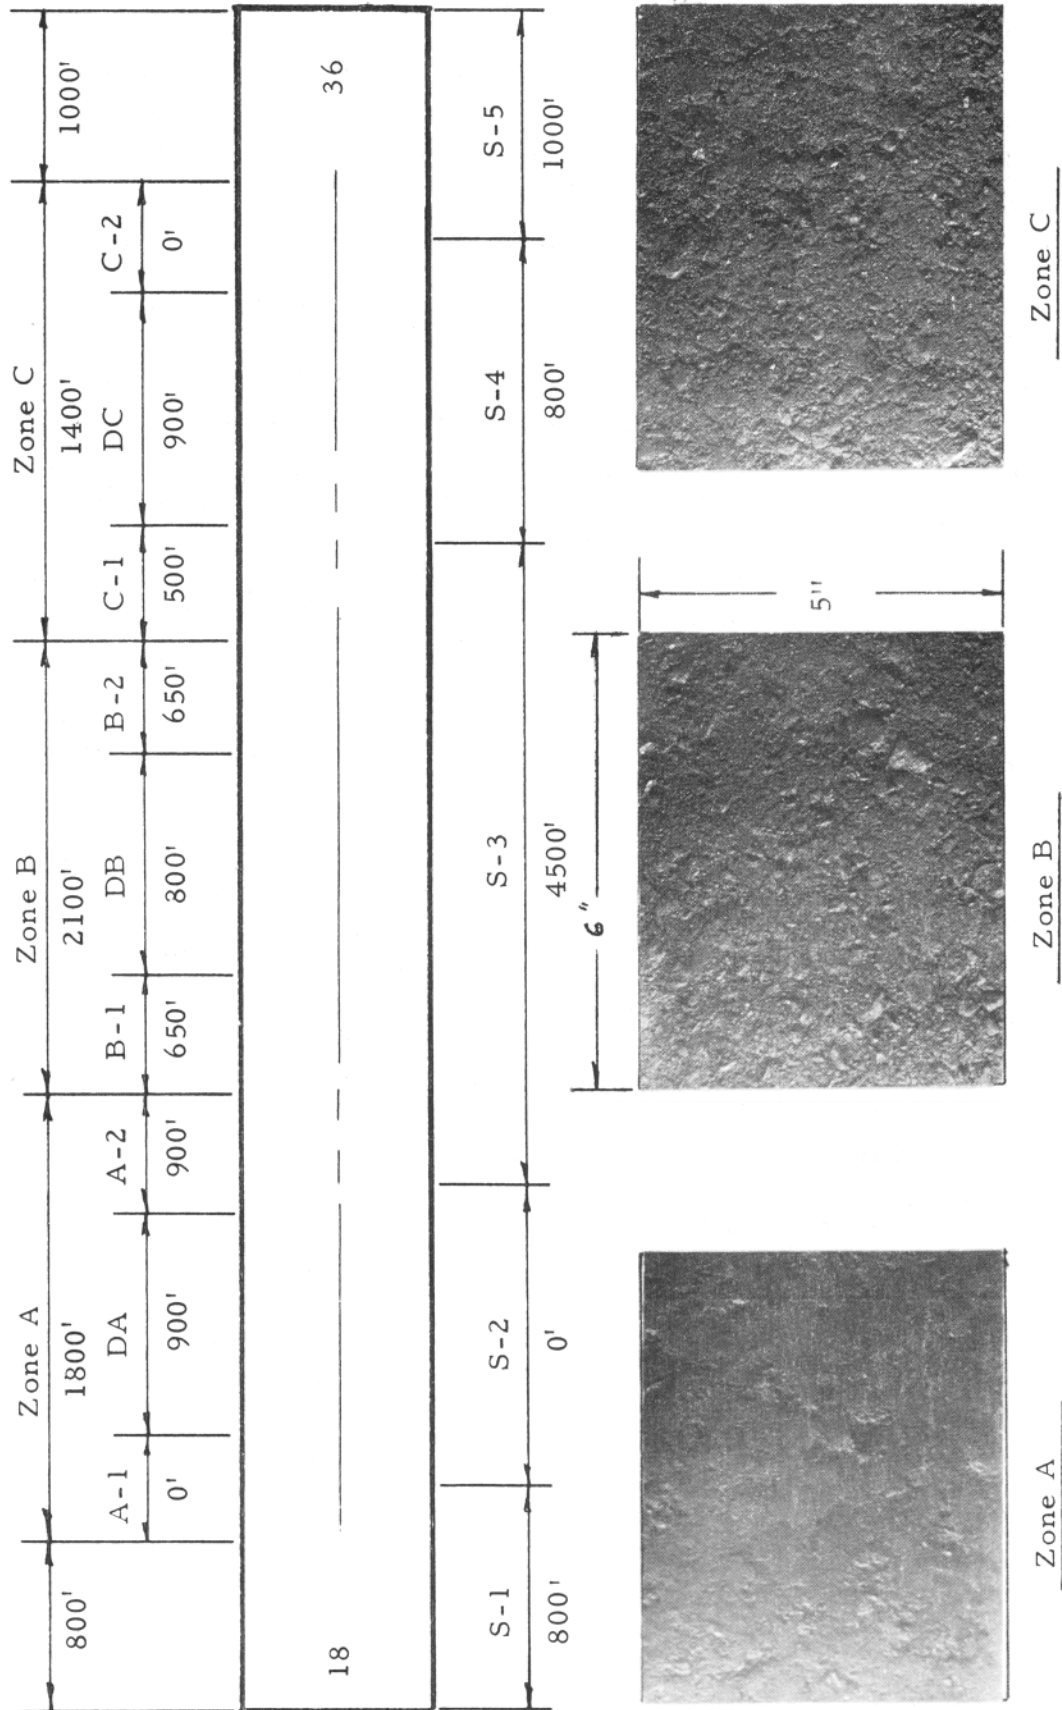 Zone A
Zone B
Zone C
800'
1800'
2100'
1400'
1000'
A-1
DA
A-2
B-1
DB
B-2
C-1
DC
C-2
0'
900'
900'
650'
800'
650'
500'
900'
0'
18
36
S-1
S-2
S-3
S-4
S-5
800'
0'
4500'
800'
1000'
6"
5"
Zone A
Zone B
Zone C